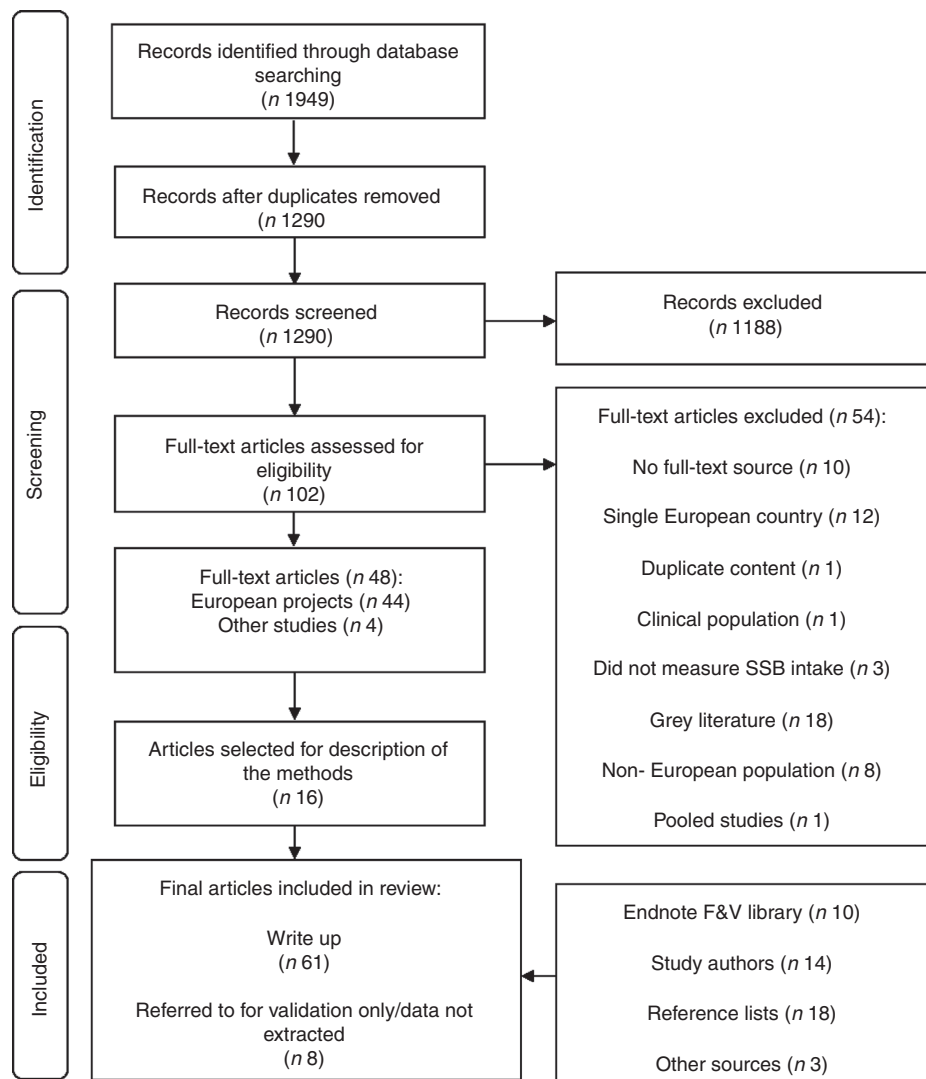 Identification
Records identified through database
searching
(n 1949)
Records after duplicates removed
(n 1290
Screening
Records screened
(n 1290)
Records excluded
(n 1188)
Full-text articles assessed for
eligibility
(n 102)
Full-text articles excluded (n 54):
No full-text source (n 10)
Single European country (n 12)
Duplicate content (n 1)
Clinical population (n 1)
Did not measure SSB intake (n 3)
Grey literature (n 18)
Non- European population (n 8)
Pooled studies (n 1)
Full-text articles (n 48):
European projects (n 44)
Other studies (n 4)
Eligibility
Articles selected for description of
the methods
(n 16)
Included
Final articles included in review:
Write up
(n 61)
Referred to for validation only/data not
extracted
(n 8)
Endnote F&V library (n 10)
Study authors (n 14)
Reference lists (n 18)
Other sources (n 3)